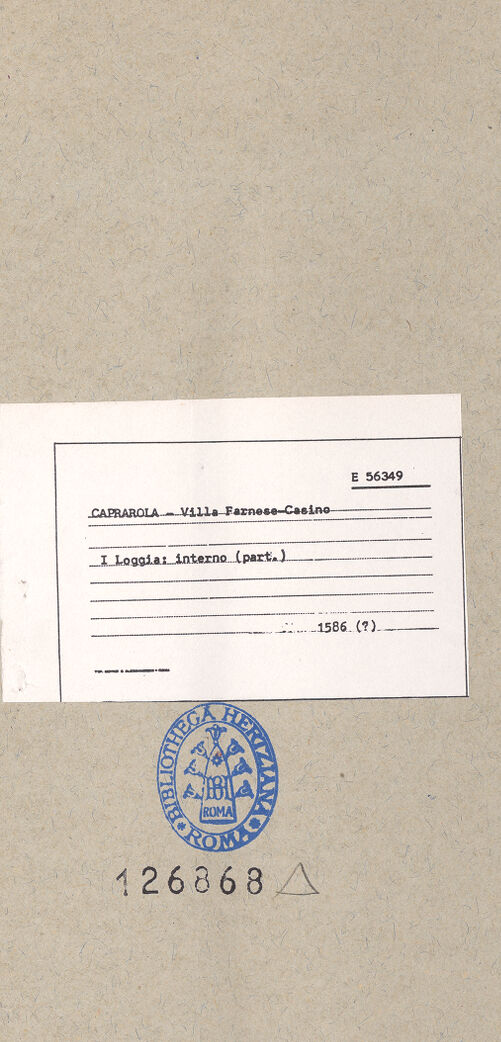 E 56349
CAPRAROLA - Villa Farnese-Casino
I Loggia: interno (part.)
1586 (?)
BIBLIOTHECA HERTZIANA
ROMA
ROMA
126868